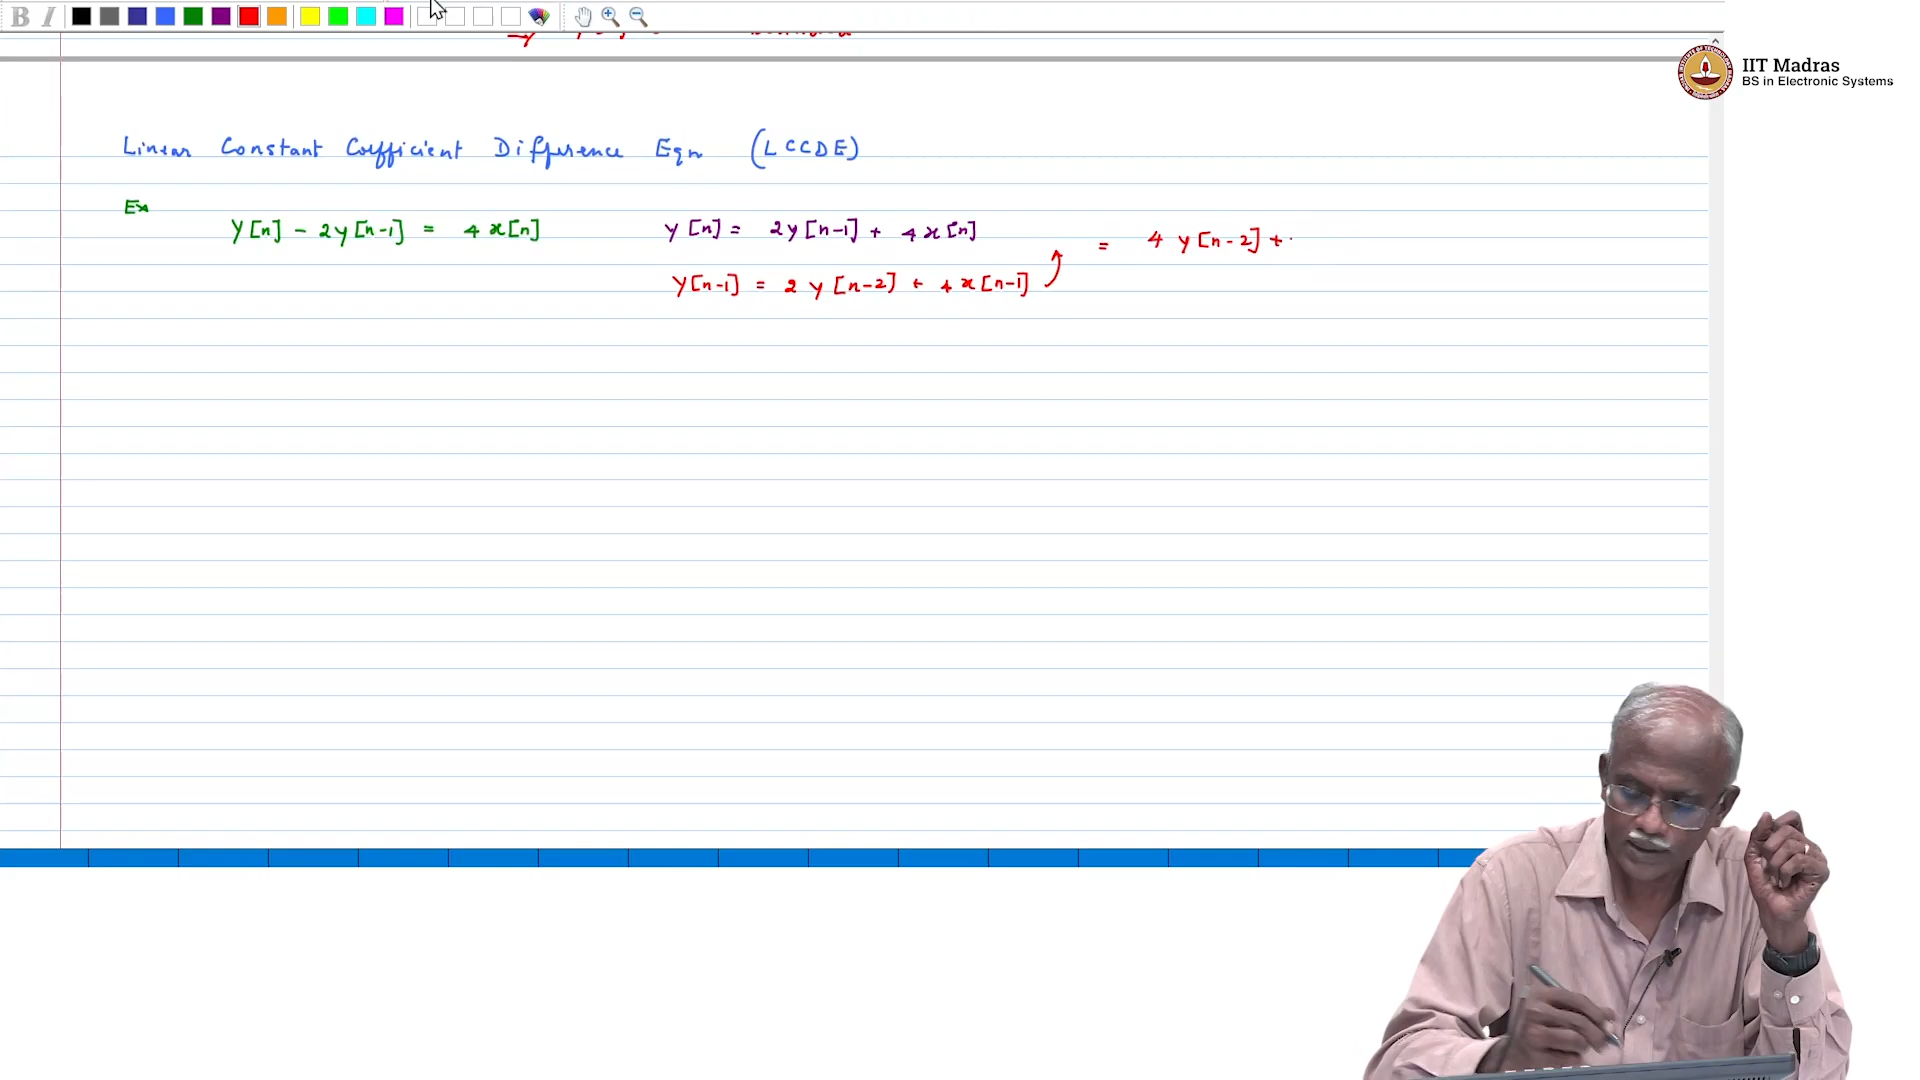 B I
IIT Madras
BS in Electronic Systems
Linear Constant Coefficient Difference Eqn (LCCDE)
Ex
y[n] - 2y[n-1] = 4x[n]
y[n] = 2y[n-1] + 4x[n]
= 4y[n-2] +
y[n-1] = 2y[n-2] + 4x[n-1]